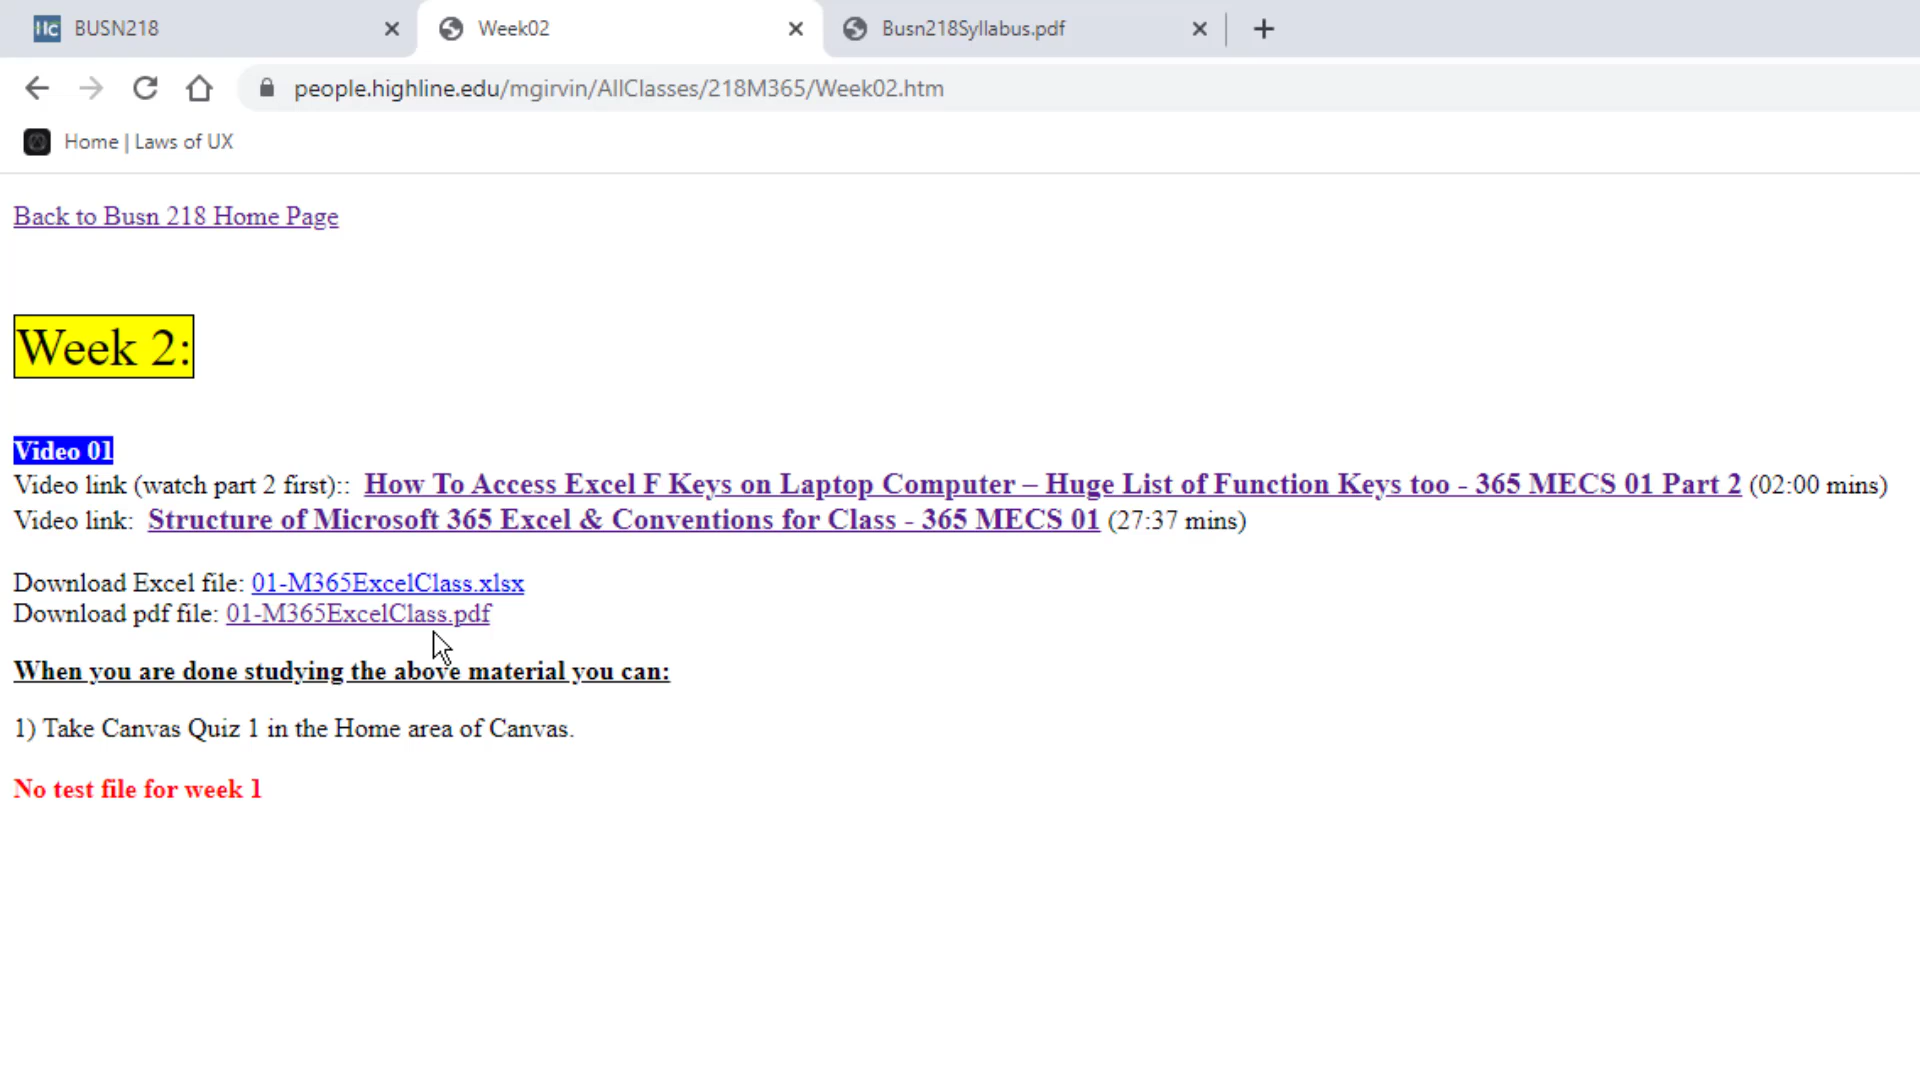 BUSN218
Week02
Busn218Syllabus.pdf
people.highline.edu/mgirvin/AllClasses/218M365/Week02.htm
Home | Laws of UX
Back to Busn 218 Home Page
Week 2:
Video 01
Video link (watch part 2 first):: How To Access Excel F Keys on Laptop Computer – Huge List of Function Keys too - 365 MECS 01 Part 2 (02:00 mins)
Video link: Structure of Microsoft 365 Excel & Conventions for Class - 365 MECS 01 (27:37 mins)
Download Excel file: 01-M365ExcelClass.xlsx
Download pdf file: 01-M365ExcelClass.pdf
When you are done studying the above material you can:
1) Take Canvas Quiz 1 in the Home area of Canvas.
No test file for week 1